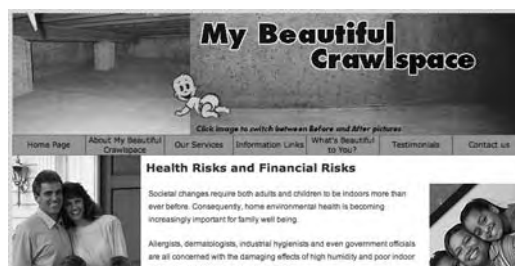 My Beautiful
Crawlspace
Click image to switch between Before and After pictures
Home Page
About My Beautiful
Crawlspace
Our Services
Information Links
What's Beautiful
to You?
Testimonials
Contact us
Health Risks and Financial Risks
Societal changes require both adults and children to be indoors more than
ever before. Consequently, home environmental health is becoming
increasingly important for family well being.
Allergists, dermatologists, industrial hygienists and even government officials
are all concerned with the damaging effects of high humidity and poor indoor